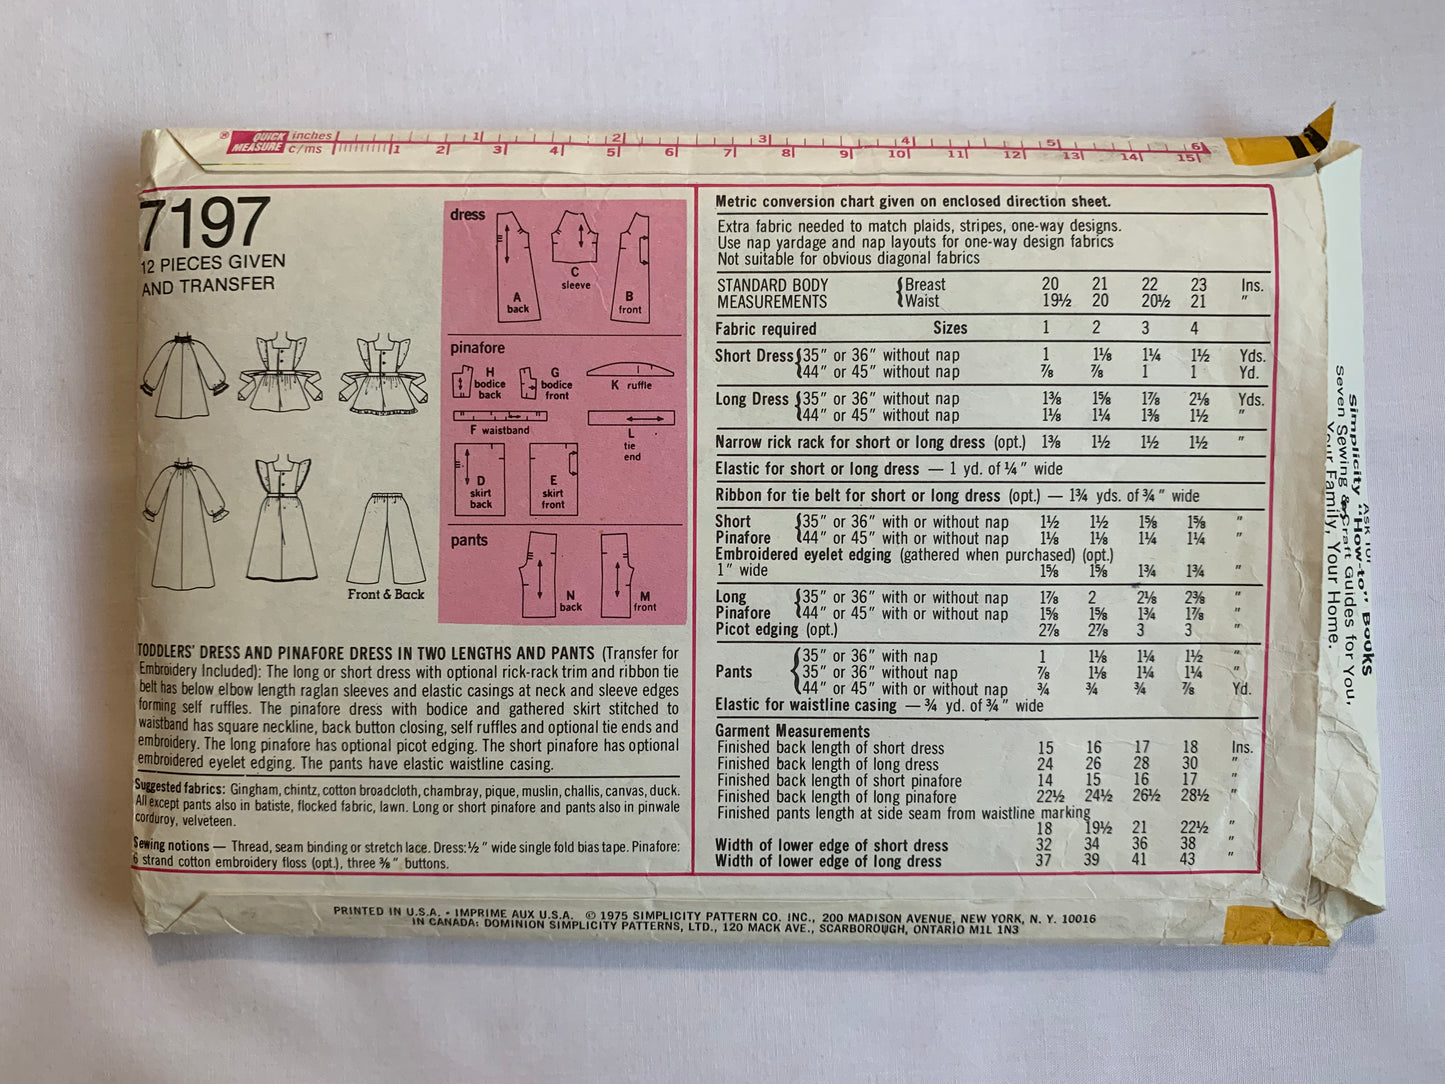 ® QUICK MEASURE inches 1 2 3 4 5 6
c/ms 1 2 3 4 5 6 7 8 9 10 11 12 13 14 15
7197
12 PIECES GIVEN
AND TRANSFER
Front & Back
dress
A
back
C
sleeve
B
front
pinafore
H
bodice
back
G
bodice
front
K ruffle
F waistband
L
tie
end
D
skirt
back
E
skirt
front
pants
N
back
M
front
TODDLERS' DRESS AND PINAFORE DRESS IN TWO LENGTHS AND PANTS (Transfer for
Embroidery Included): The long or short dress with optional rick-rack trim and ribbon tie
belt has below elbow length raglan sleeves and elastic casings at neck and sleeve edges
forming self ruffles. The pinafore dress with bodice and gathered skirt stitched to
waistband has square neckline, back button closing, self ruffles and optional tie ends and
embroidery. The long pinafore has optional picot edging. The short pinafore has optional
embroidered eyelet edging. The pants have elastic waistline casing.
Suggested fabrics: Gingham, chintz, cotton broadcloth, chambray, pique, muslin, challis, canvas, duck.
All except pants also in batiste, flocked fabric, lawn. Long or short pinafore and pants also in pinwale
corduroy, velveteen.
Sewing notions — Thread, seam binding or stretch lace. Dress: ½" wide single fold bias tape. Pinafore:
6 strand cotton embroidery floss (opt.), three ⅜" buttons.
Metric conversion chart given on enclosed direction sheet.
Extra fabric needed to match plaids, stripes, one-way designs.
Use nap yardage and nap layouts for one-way design fabrics
Not suitable for obvious diagonal fabrics
STANDARD BODY { Breast 20 21 22 23 Ins.
MEASUREMENTS { Waist 19½ 20 20½ 21 "
Fabric required Sizes 1 2 3 4
Short Dress { 35" or 36" without nap 1 1⅛ 1¼ 1½ Yds.
44" or 45" without nap ⅞ ⅞ 1 1 Yd.
Long Dress { 35" or 36" without nap 1⅜ 1⅝ 1⅞ 2⅛ Yds.
44" or 45" without nap 1⅛ 1¼ 1⅜ 1½ "
Narrow rick rack for short or long dress (opt.) 1⅜ 1½ 1½ 1½ "
Elastic for short or long dress — 1 yd. of ¼" wide
Ribbon for tie belt for short or long dress (opt.) — 1¾ yds. of ¾" wide
Short { 35" or 36" with or without nap 1½ 1½ 1⅝ 1⅝ "
Pinafore { 44" or 45" with or without nap 1⅛ 1⅛ 1¼ 1¼ "
Embroidered eyelet edging (gathered when purchased) (opt.)
1" wide 1⅝ 1⅝ 1¾ 1¾ "
Long { 35" or 36" with or without nap 1⅞ 2 2⅛ 2⅜ "
Pinafore { 44" or 45" with or without nap 1⅝ 1⅝ 1¾ 1⅞ "
Picot edging (opt.) 2⅞ 2⅞ 3 3 "
35" or 36" with nap 1 1⅛ 1¼ 1½ "
Pants { 35" or 36" without nap ⅞ 1⅛ 1¼ 1¼ "
44" or 45" with or without nap ¾ ¾ ¾ ⅞ Yd.
Elastic for waistline casing — ¾ yd. of ¾" wide
Garment Measurements
Finished back length of short dress 15 16 17 18 Ins.
Finished back length of long dress 24 26 28 30 "
Finished back length of short pinafore 14 15 16 17 "
Finished back length of long pinafore 22½ 24½ 26½ 28½ "
Finished pants length at side seam from waistline marking
18 19½ 21 22½ "
Width of lower edge of short dress 32 34 36 38 "
Width of lower edge of long dress 37 39 41 43 "
PRINTED IN U.S.A. • IMPRIME AUX U.S.A. © 1975 SIMPLICITY PATTERN CO. INC., 200 MADISON AVENUE, NEW YORK, N. Y. 10016
IN CANADA: DOMINION SIMPLICITY PATTERNS, LTD., 120 MACK AVE., SCARBOROUGH, ONTARIO M1L 1N3
Ask for
Simplicity "How-to" Books
Seven Sewing & Craft Guides for You,
Your Family, Your Home.